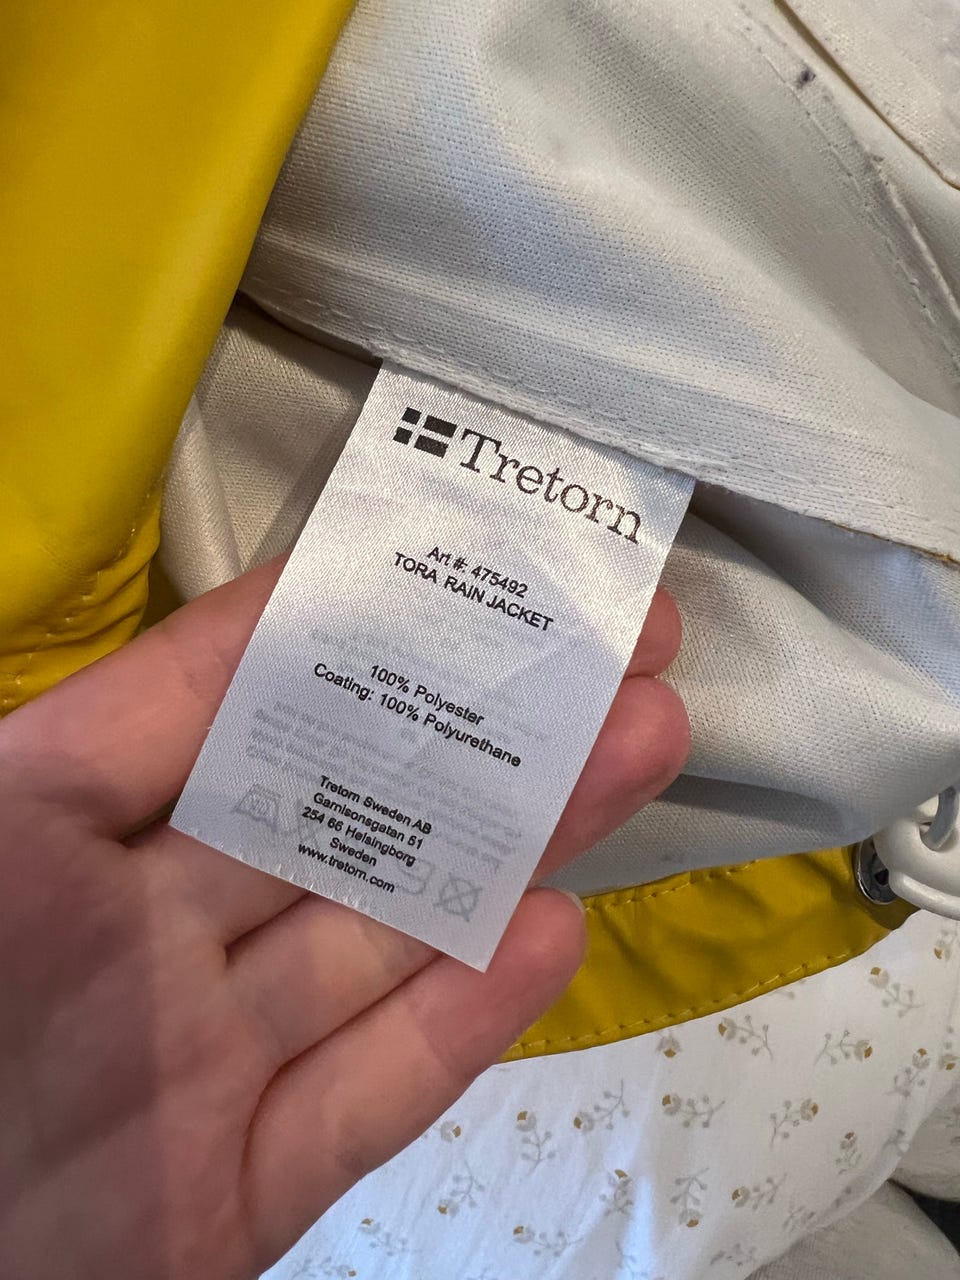 Tretorn
Art #: 475492
TORA RAIN JACKET
100% Polyester
Coating: 100% Polyurethane
Tretorn Sweden AB
Garnisonsgatan 51
254 66 Helsingborg
Sweden
www.tretorn.com